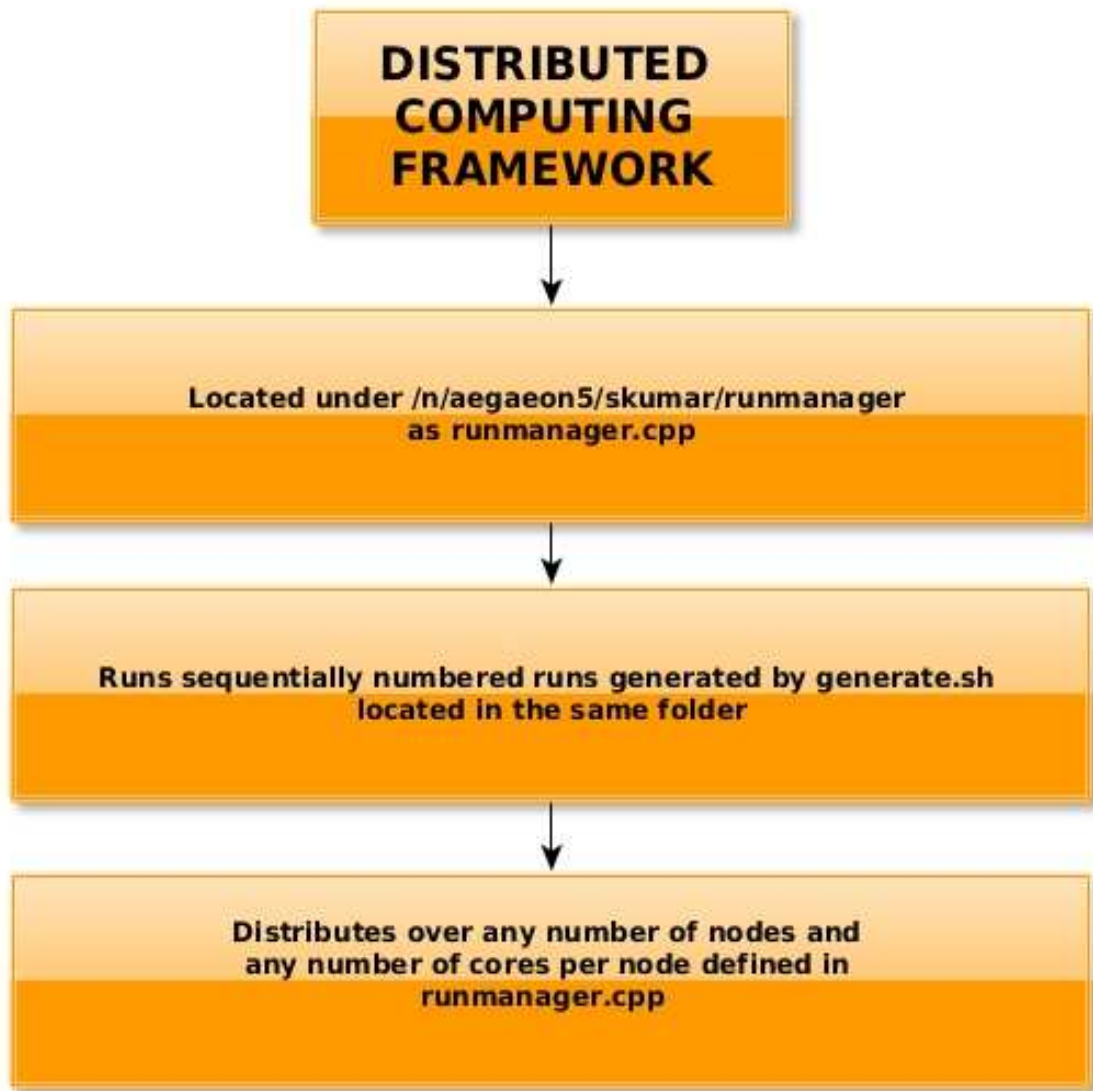 DISTRIBUTED
COMPUTING
FRAMEWORK
Located under /n/aegaeon5/skumar/runmanager
as runmanager.cpp
Runs sequentially numbered runs generated by generate.sh
located in the same folder
Distributes over any number of nodes and
any number of cores per node defined in
runmanager.cpp